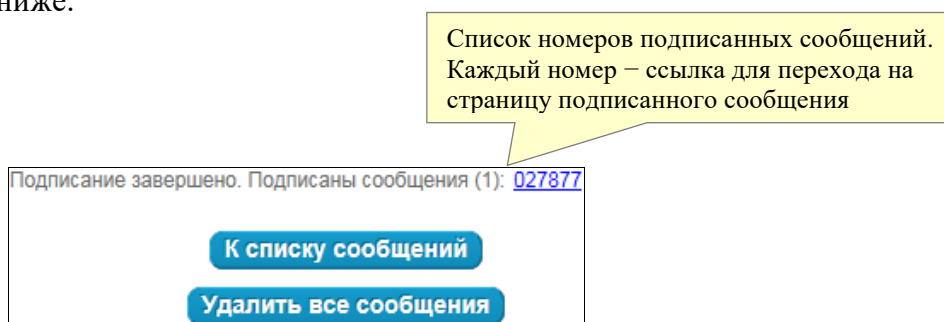 ниже.
Список номеров подписанных сообщений.
Каждый номер − ссылка для перехода на
страницу подписанного сообщения
Подписание завершено. Подписаны сообщения (1): 027877
К списку сообщений
Удалить все сообщения